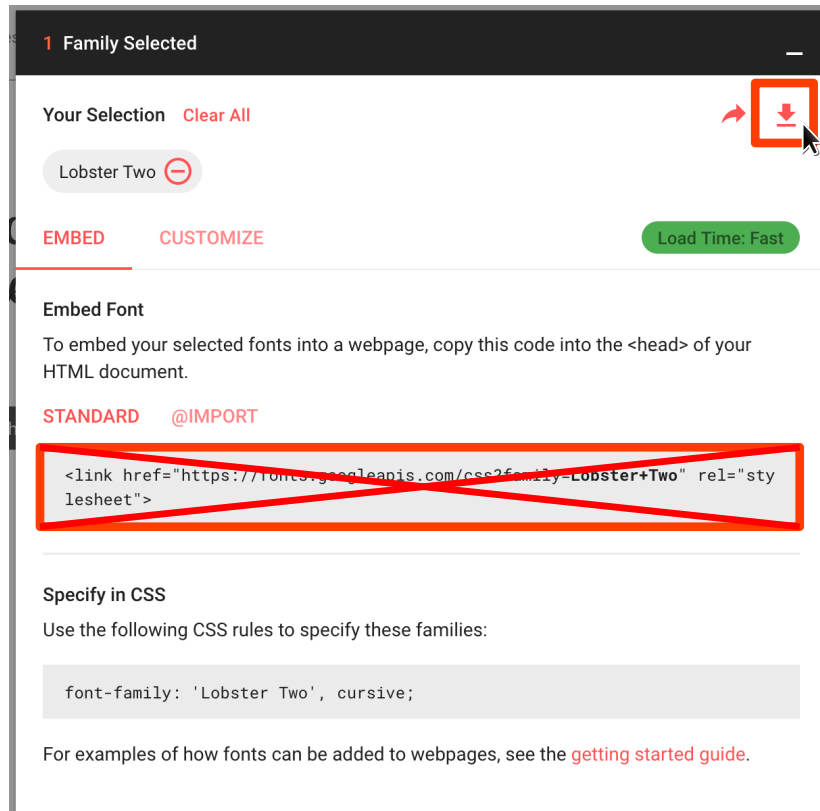 1 Family Selected
Your Selection Clear All
Lobster Two
EMBED CUSTOMIZE Load Time: Fast
Embed Font
To embed your selected fonts into a webpage, copy this code into the <head> of your
HTML document.
STANDARD @IMPORT
<link href="https://fonts.googleapis.com/css?family=Lobster+Two" rel="sty
lesheet">
Specify in CSS
Use the following CSS rules to specify these families:
font-family: 'Lobster Two', cursive;
For examples of how fonts can be added to webpages, see the getting started guide.